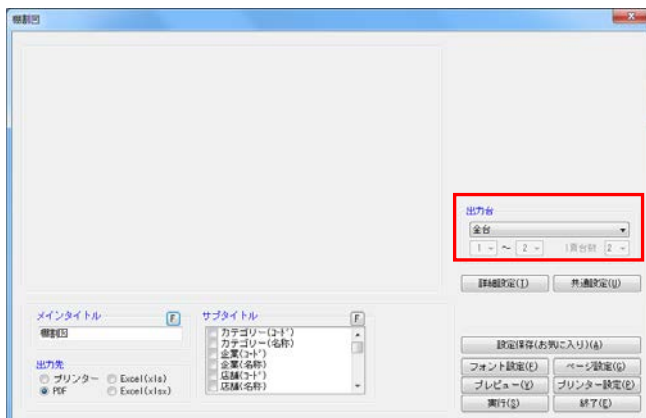 棚割図
出力台
全台
1 ～ 2 1頁台数 2
詳細設定(I) 共通設定(U)
メインタイトル F
棚割図
サブタイトル F
カテゴリー(ｺｰﾄﾞ)
カテゴリー(名称)
企業(ｺｰﾄﾞ)
企業(名称)
店舗(ｺｰﾄﾞ)
店舗(名称)
出力先
プリンター Excel(xls)
PDF Excel(xlsx)
設定保存(お気に入り)(A)
フォント設定(F) ページ設定(G)
プレビュー(V) プリンター設定(P)
実行(S) 終了(E)